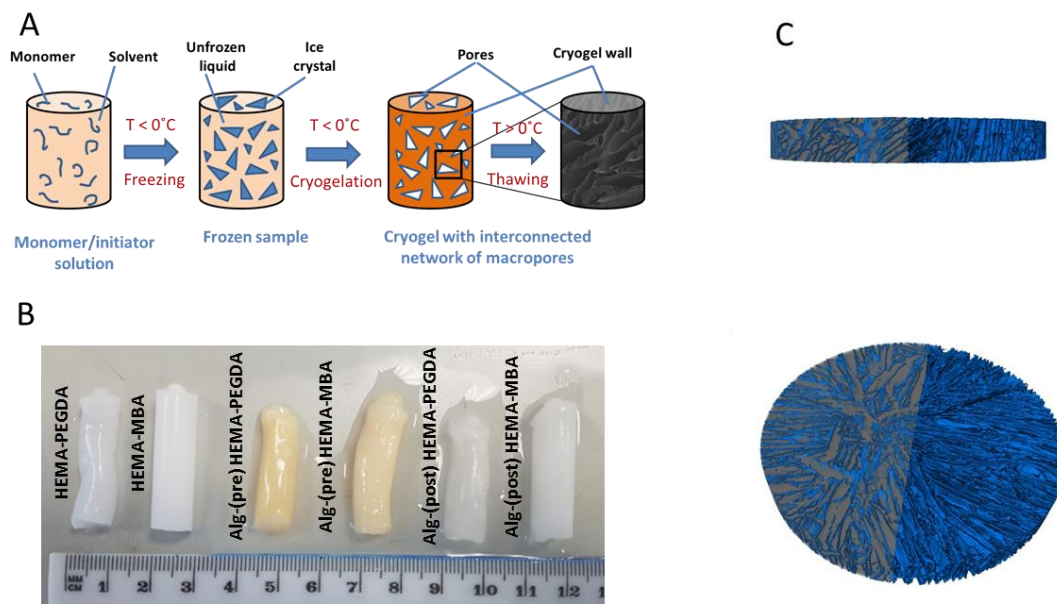 A
Monomer
Solvent
Unfrozen
liquid
Ice
crystal
Pores
Cryogel wall
T < 0°C
Freezing
T < 0°C
Cryogelation
T > 0°C
Thawing
Monomer/initiator
solution
Frozen sample
Cryogel with interconnected
network of macropores
B
HEMA-PEGDA
HEMA-MBA
Alg-(pre) HEMA-PEGDA
Alg-(pre) HEMA-MBA
Alg-(post) HEMA-PEGDA
Alg-(post) HEMA-MBA
MM
CM 1 2 3 4 5 6 7 8 9 10 11 12 13
C